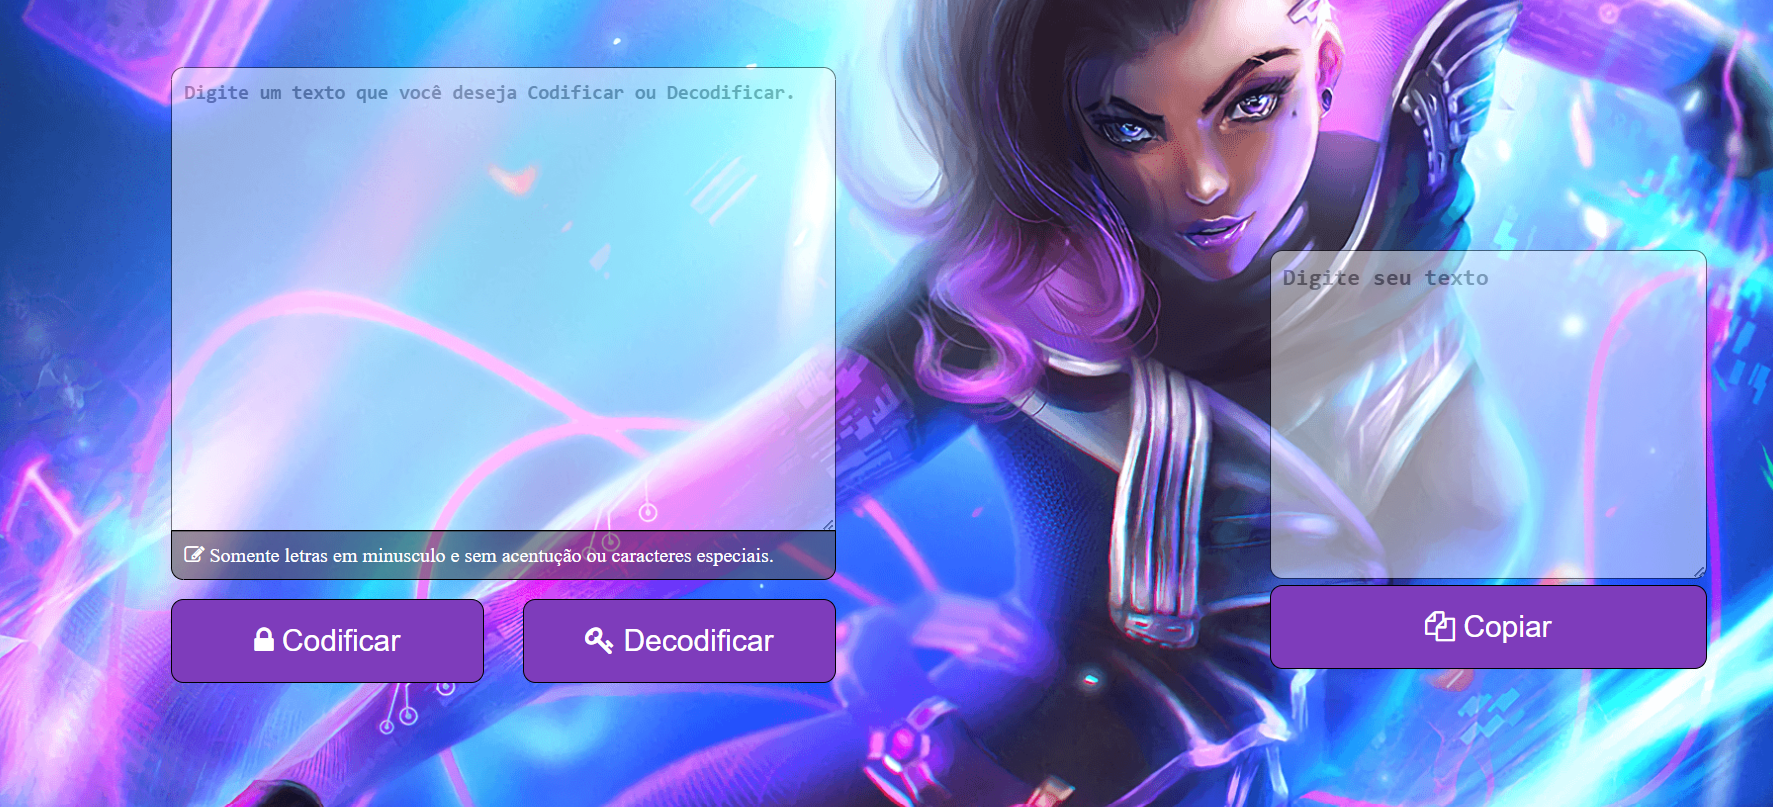 Digite um texto que você deseja Codificar ou Decodificar.
Somente letras em minusculo e sem acentução ou caracteres especiais.
Codificar
Decodificar
Digite seu texto
Copiar